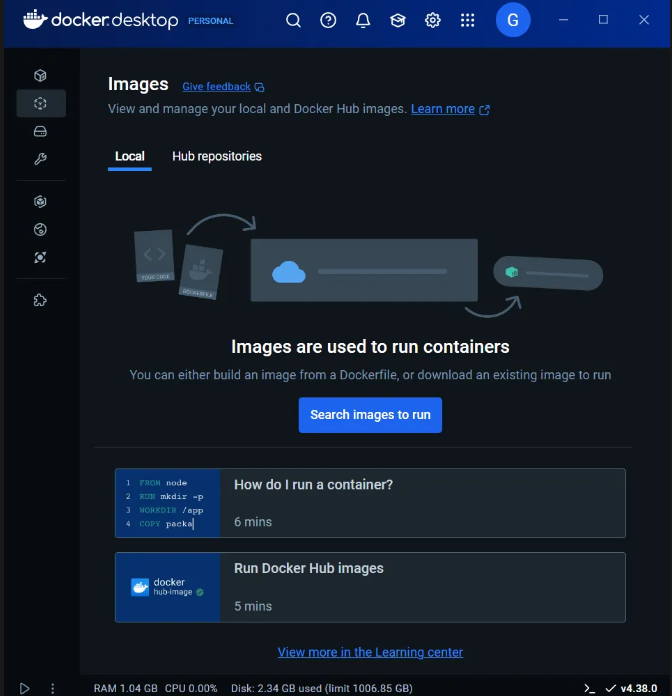 docker.desktop PERSONAL G
Images Give feedback
View and manage your local and Docker Hub images. Learn more
Local Hub repositories
YOUR CODE
DOCKERFILE
Images are used to run containers
You can either build an image from a Dockerfile, or download an existing image to run
Search images to run
1 FROM node
2 RUN mkdir -p
3 WORKDIR /app
4 COPY packa
How do I run a container?
6 mins
docker
hub-image
Run Docker Hub images
5 mins
View more in the Learning center
RAM 1.04 GB CPU 0.00% Disk: 2.34 GB used (limit 1006.85 GB) >_ v4.38.0